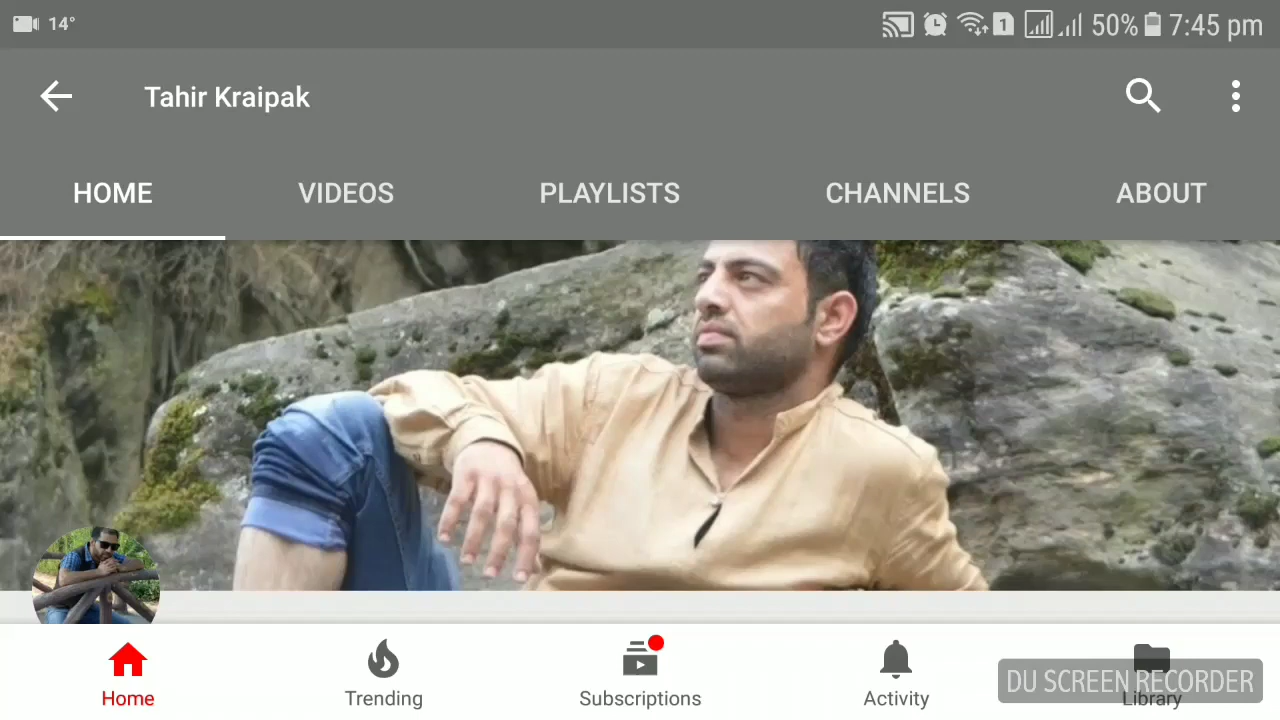 14°
1 50% 7:45 pm
Tahir Kraipak
HOME VIDEOS PLAYLISTS CHANNELS ABOUT
Home Trending Subscriptions Activity Library
DU SCREEN RECORDER